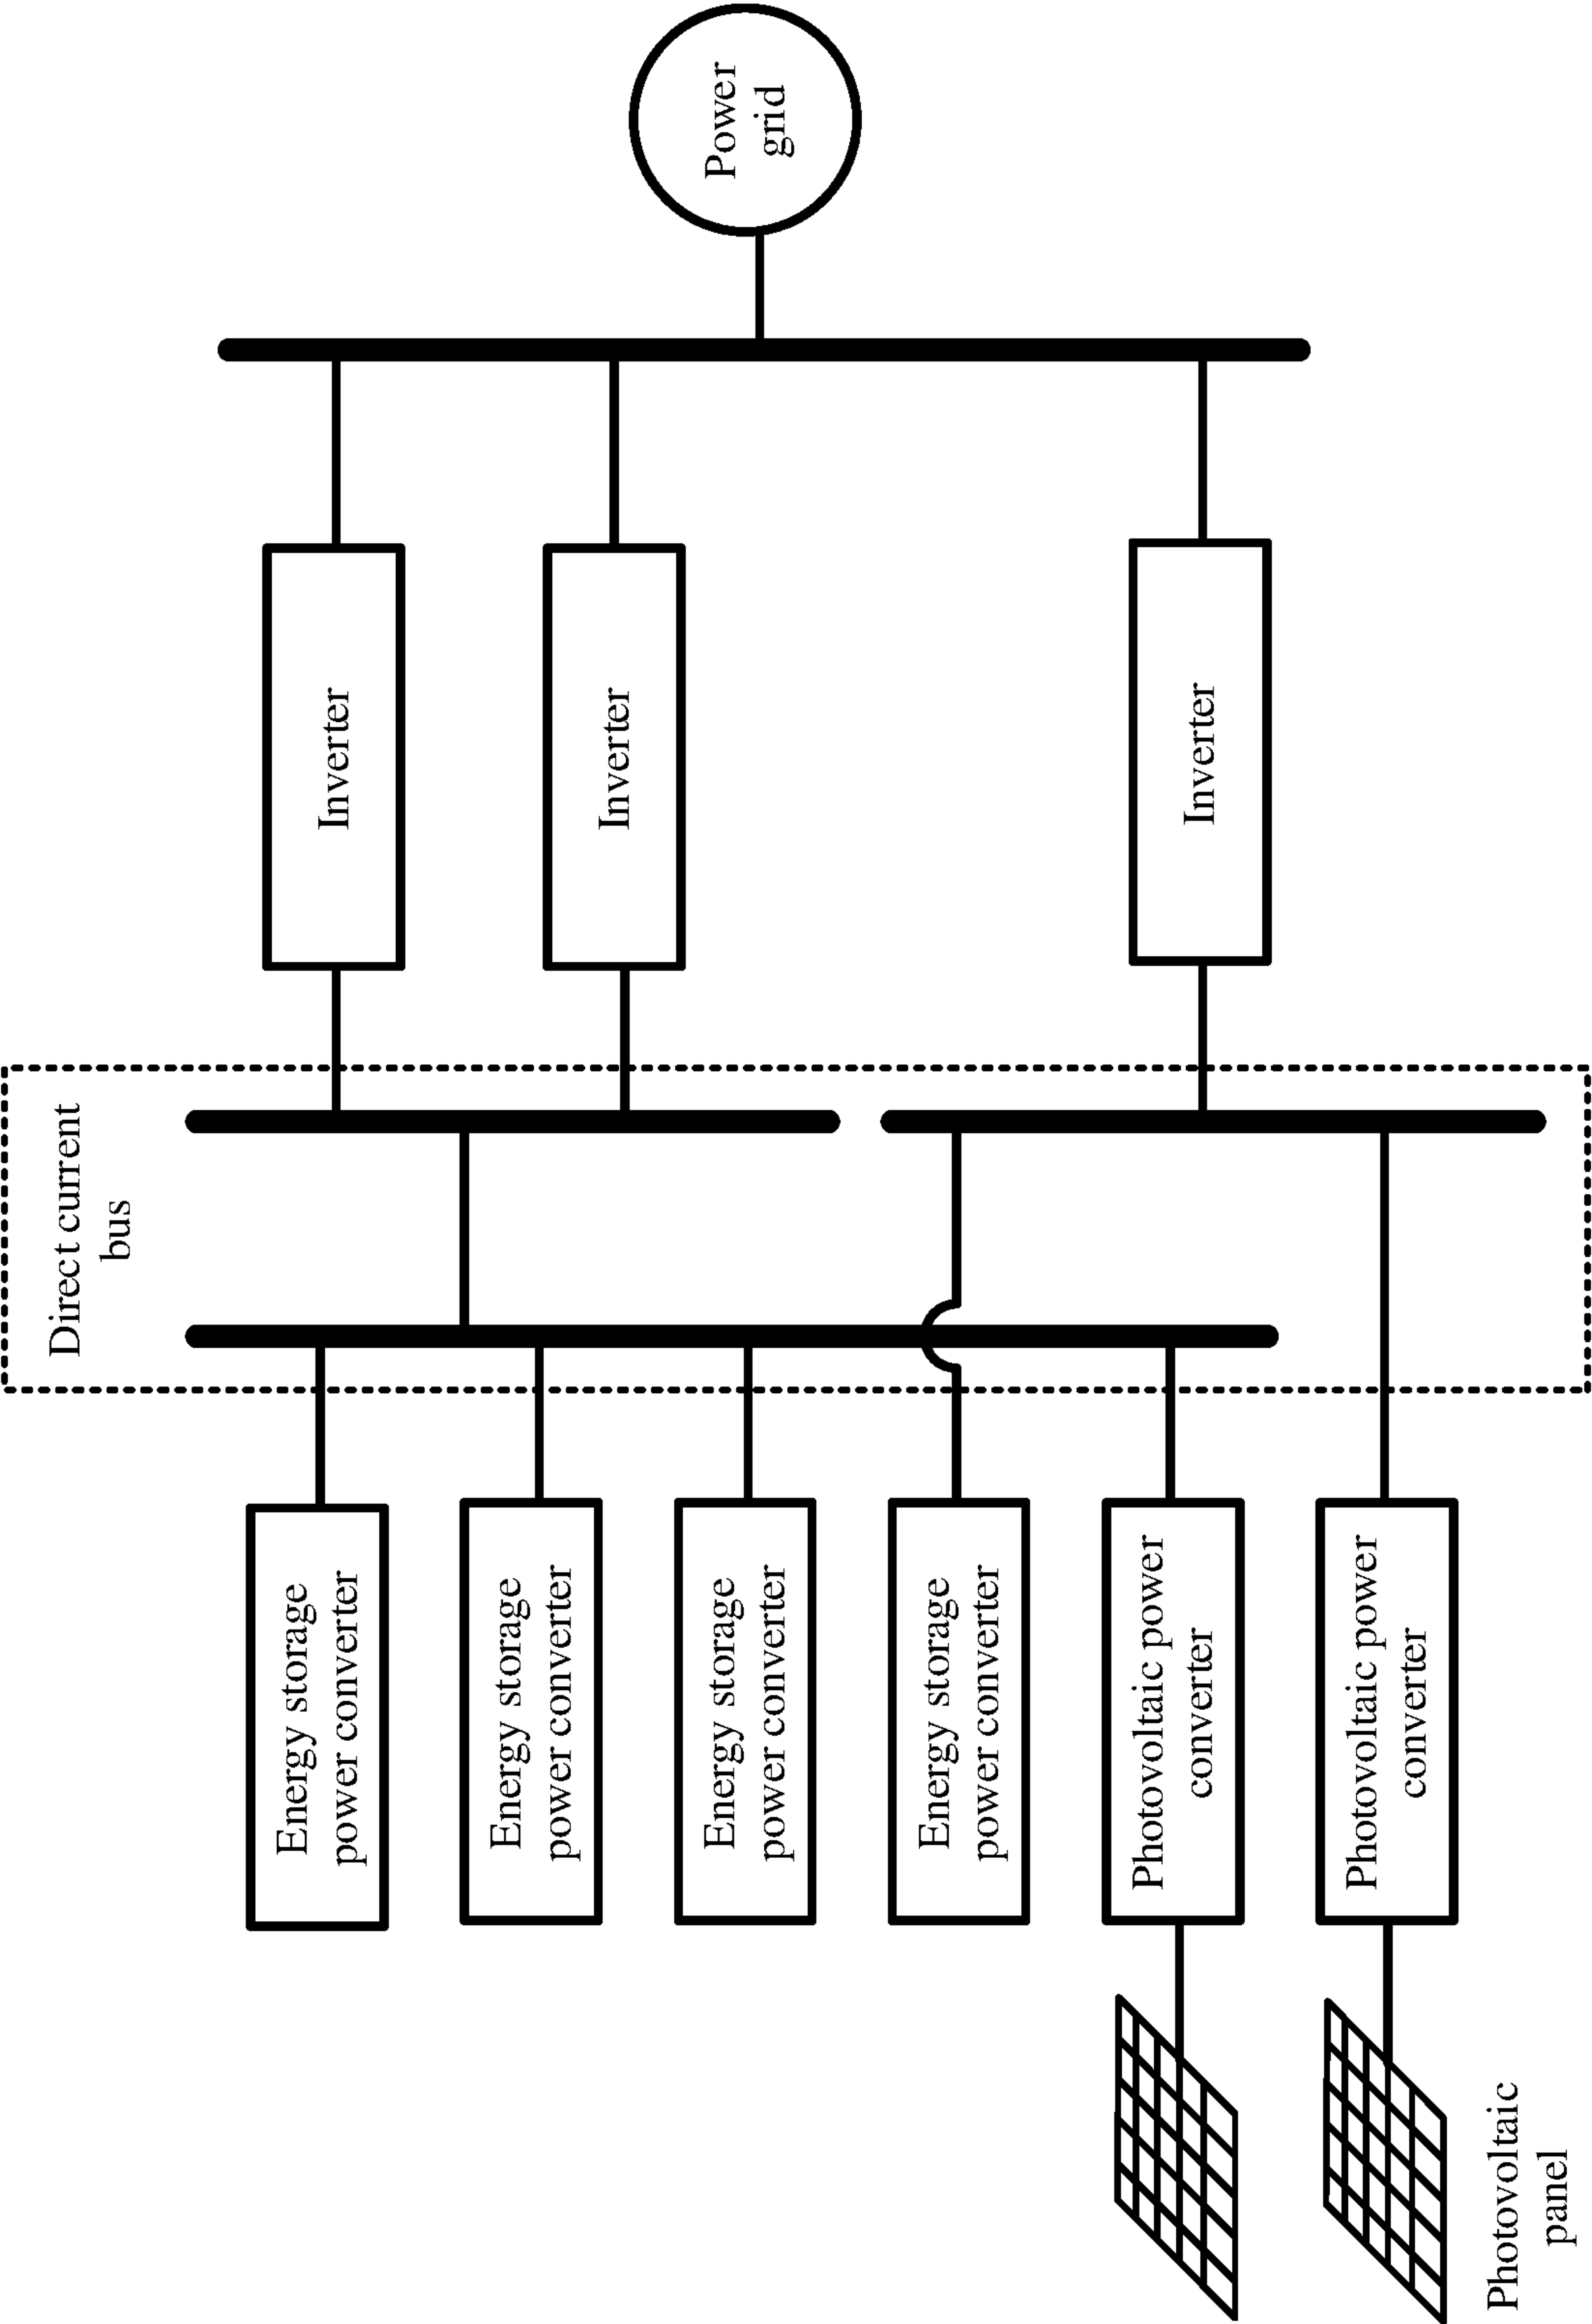 Photovoltaic
panel
Photovoltaic power
converter
Photovoltaic power
converter
Energy storage
power converter
Energy storage
power converter
Energy storage
power converter
Energy storage
power converter
Direct current
bus
Inverter
Inverter
Inverter
Power
grid